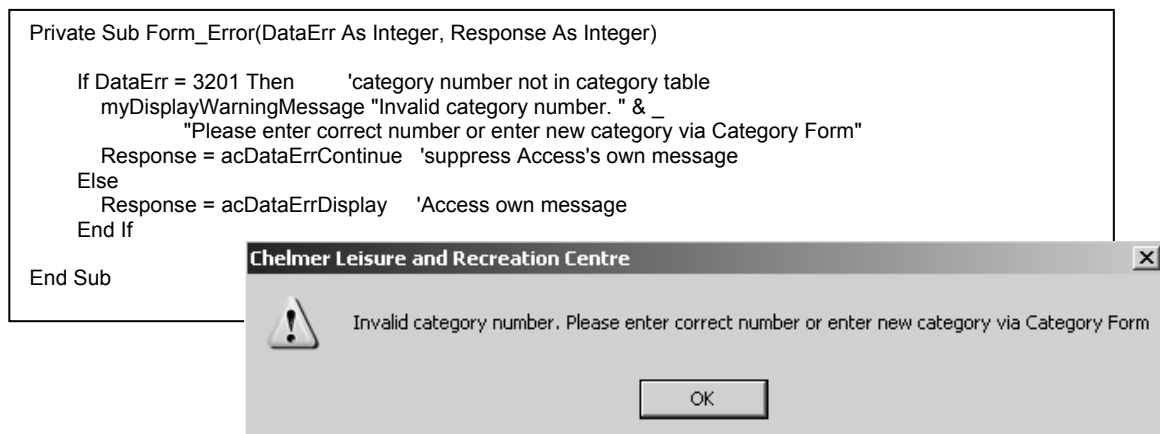 Private Sub Form_Error(DataErr As Integer, Response As Integer)
If DataErr = 3201 Then 'category number not in category table
myDisplayWarningMessage "Invalid category number. " & _
"Please enter correct number or enter new category via Category Form"
Response = acDataErrContinue 'suppress Access's own message
Else
Response = acDataErrDisplay 'Access own message
End If
End Sub
Chelmer Leisure and Recreation Centre
Invalid category number. Please enter correct number or enter new category via Category Form
OK